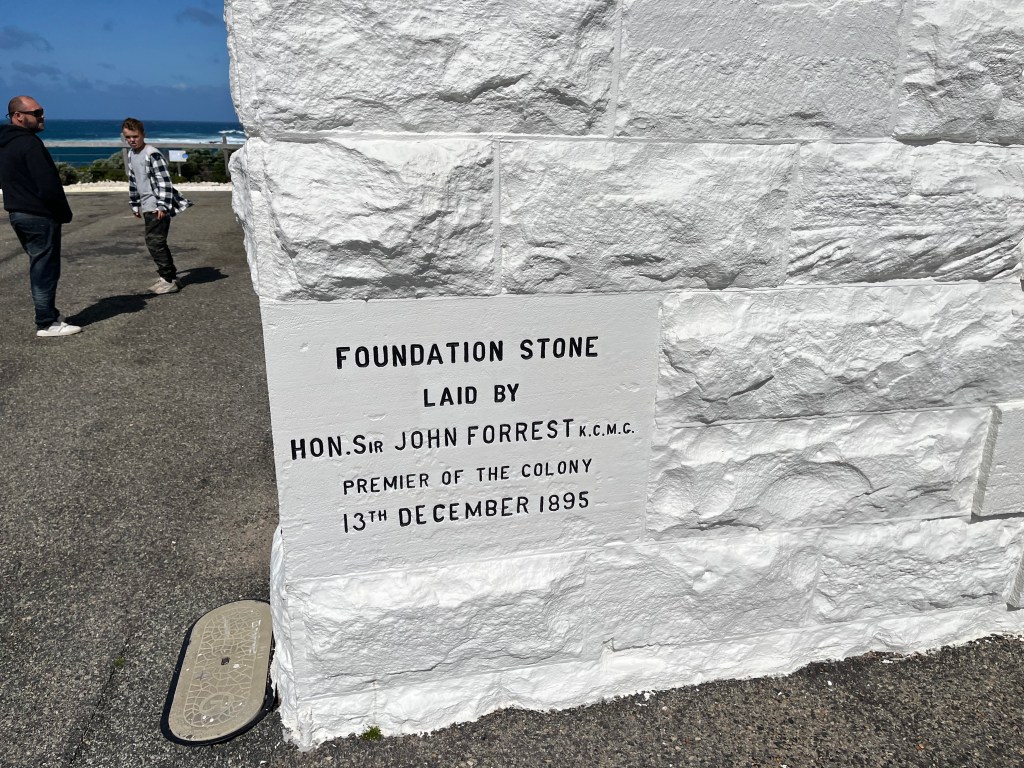 FOUNDATION STONE
LAID BY
HON. SIR JOHN FORREST K.C.M.G.
PREMIER OF THE COLONY
13TH DECEMBER 1895